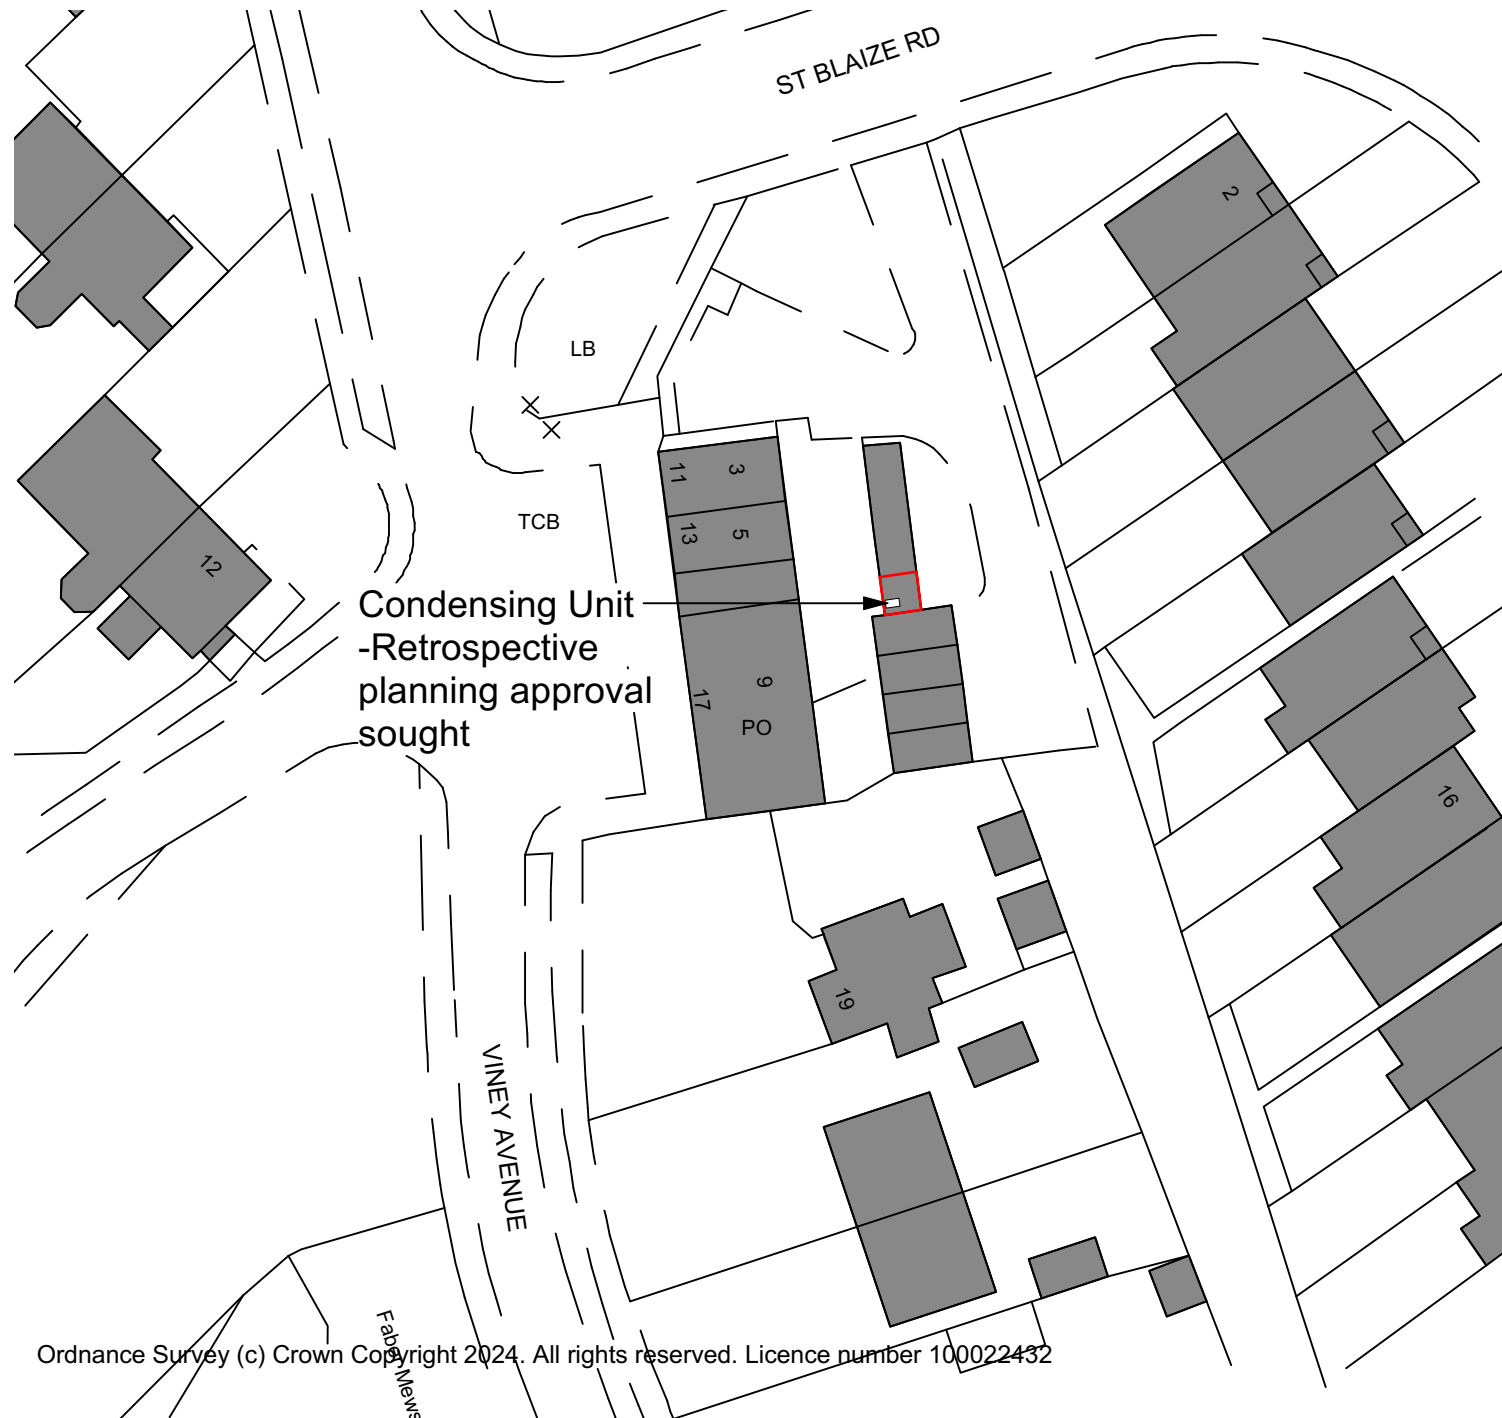 ST BLAIZE RD
2
LB
11
3
13
5
TCB
12
Condensing Unit
-Retrospective
planning approval
sought
17
9
PO
16
19
VINEY AVENUE
Faber Mews
Ordnance Survey (c) Crown Copyright 2024. All rights reserved. Licence number 100022432